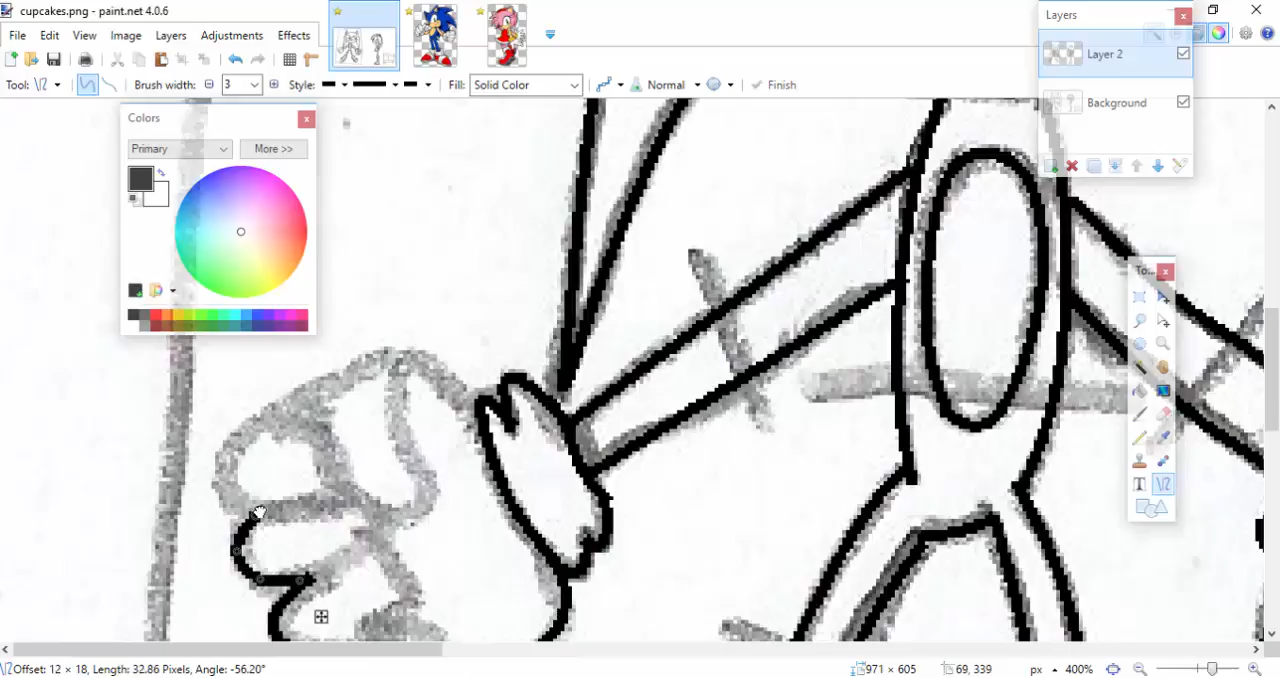 cupcakes.png - paint.net 4.0.6
File Edit View Image Layers Adjustments Effects
Tool: Brush width: 3 Style: Fill: Solid Color Normal Finish
Colors
Primary More >>
Layers
Layer 2
Background
To...
T
Offset: 12 × 18, Length: 32.86 Pixels, Angle: -56.20° 971 × 605 69, 339 px 400%